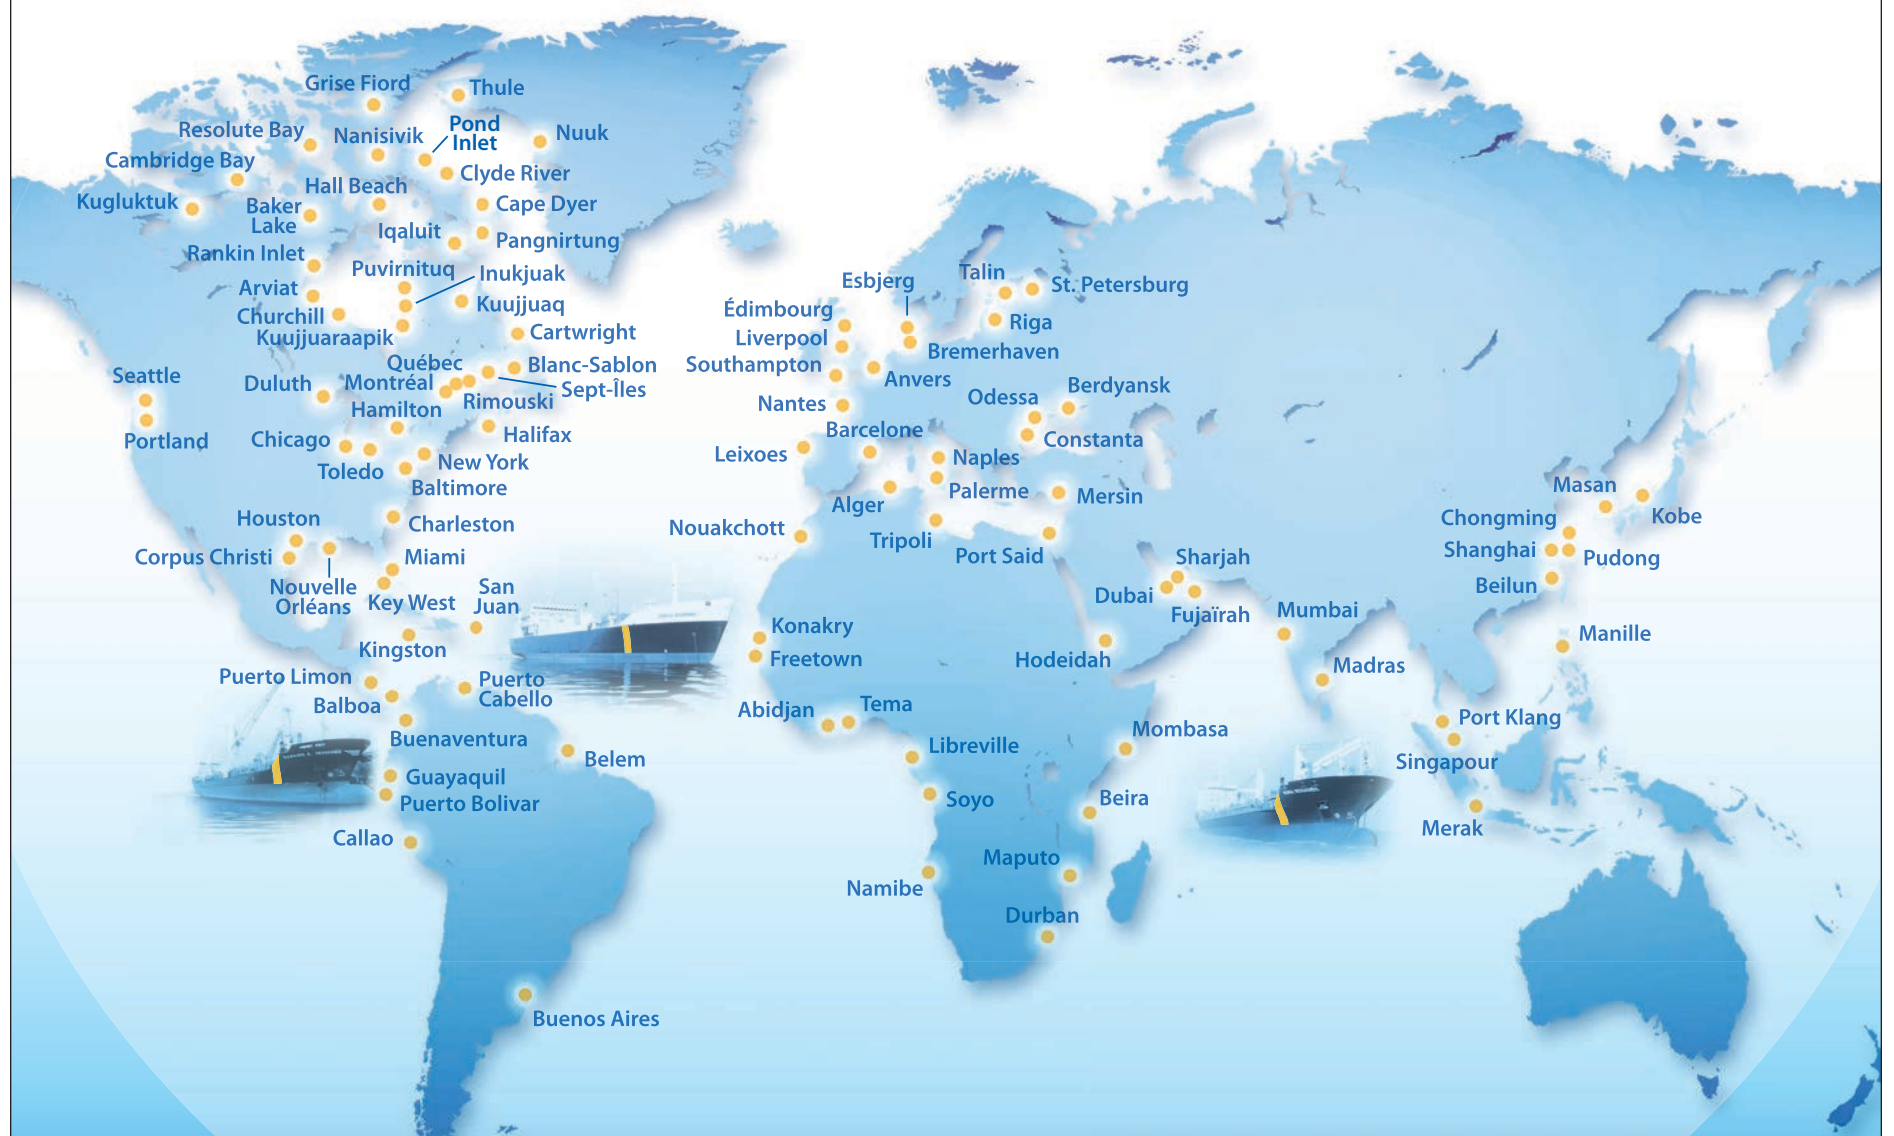 Grise Fiord
Thule
Pond
Inlet
Resolute Bay
Nanisivik
Nuuk
Cambridge Bay
Clyde River
Hall Beach
Kugluktuk
Baker
Lake
Cape Dyer
Iqaluit
Pangnirtung
Rankin Inlet
Puvirnituq
Inukjuak
Arviat
Kuujjuaq
Churchill
Kuujjuaraapik
Cartwright
Québec
Blanc-Sablon
Seattle
Duluth
Montréal
Sept-Îles
Rimouski
Hamilton
Portland
Chicago
Halifax
Toledo
New York
Baltimore
Houston
Charleston
Corpus Christi
Miami
Nouvelle
Orléans
Key West
San
Juan
Kingston
Puerto Limon
Puerto
Cabello
Balboa
Buenaventura
Belem
Guayaquil
Puerto Bolivar
Callao
Buenos Aires
Esbjerg
Talin
St. Petersburg
Édimbourg
Riga
Liverpool
Bremerhaven
Southampton
Anvers
Berdyansk
Nantes
Odessa
Barcelone
Constanta
Leixoes
Naples
Palerme
Mersin
Alger
Nouakchott
Tripoli
Port Said
Sharjah
Dubai
Fujaïrah
Konakry
Freetown
Hodeidah
Abidjan
Tema
Mombasa
Libreville
Soyo
Beira
Maputo
Namibe
Durban
Masan
Kobe
Chongming
Shanghai
Pudong
Beilun
Mumbai
Manille
Madras
Port Klang
Singapour
Merak